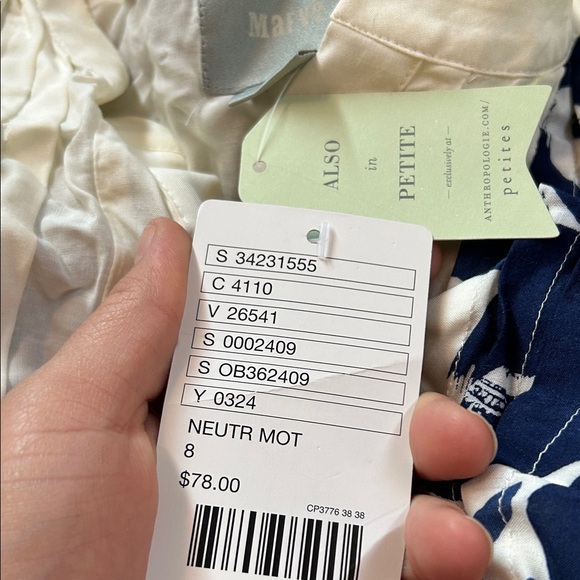 ALSO
in
PETITE
— exclusively at —
ANTHROPOLOGIE.COM/
petites
S 34231555
C 4110
V 26541
S 0002409
S OB362409
Y 0324
NEUTR MOT
8
$78.00
CP3776 38 38